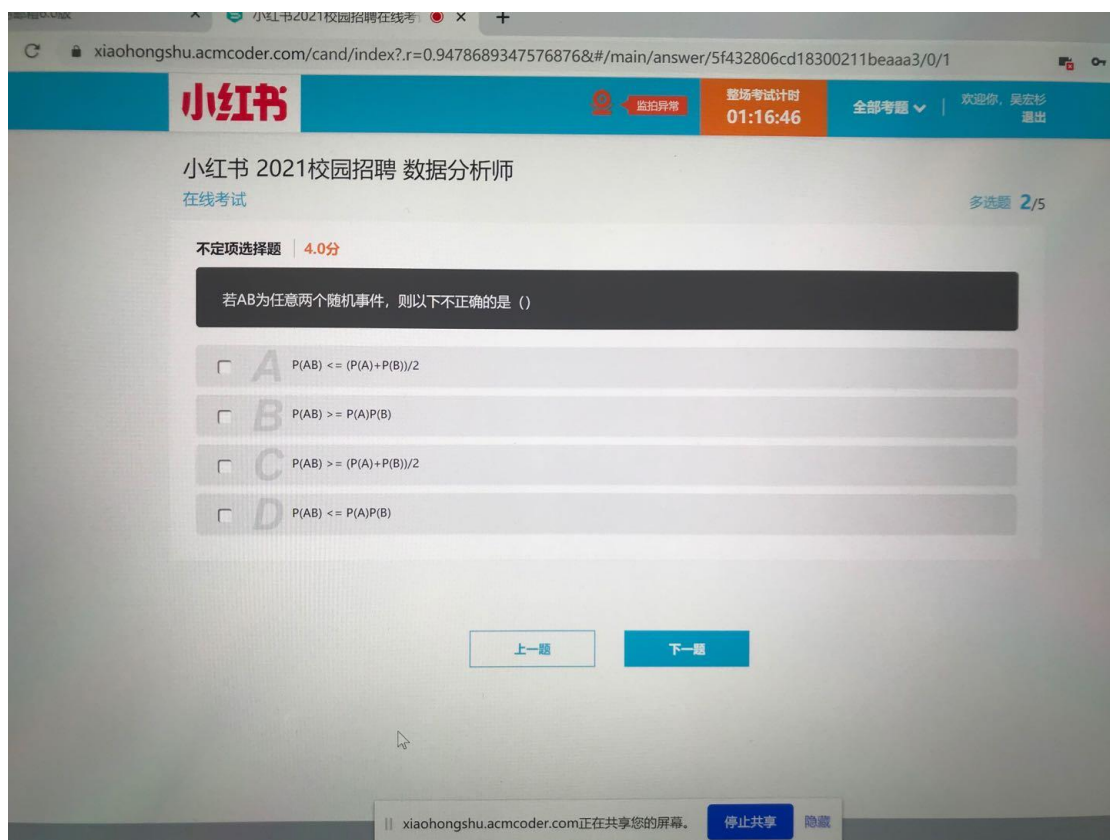 小红书2021校园招聘在线考
xiaohongshu.acmcoder.com/cand/index?.r=0.9478689347576876&#/main/answer/5f432806cd18300211beaaa3/0/1
小红书
监拍异常
整场考试计时
01:16:46
全部考题
欢迎你，吴宏杉
退出
小红书 2021校园招聘 数据分析师
在线考试
多选题 2/5
不定项选择题 4.0分
若AB为任意两个随机事件，则以下不正确的是（）
A P(AB) <= (P(A)+P(B))/2
B P(AB) >= P(A)P(B)
C P(AB) >= (P(A)+P(B))/2
D P(AB) <= P(A)P(B)
上一题
下一题
xiaohongshu.acmcoder.com正在共享您的屏幕。
停止共享
隐藏